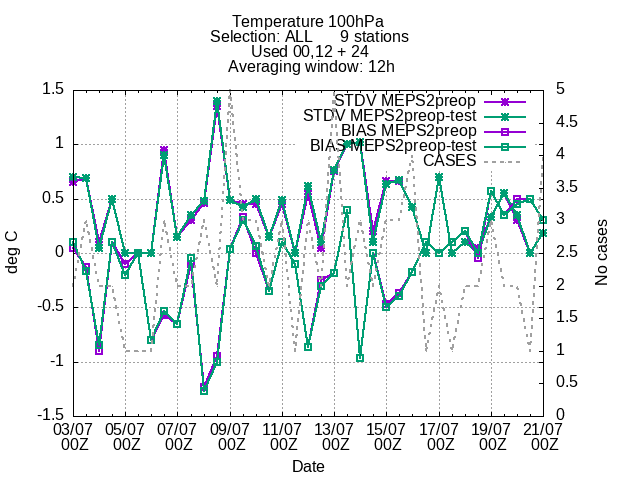 Temperature 100hPa
Selection: ALL 9 stations
Used 00,12 + 24
Averaging window: 12h
STDV MEPS2preop
STDV MEPS2preop-test
BIAS MEPS2preop
BIAS MEPS2preop-test
CASES
1.5
1
0.5
0
-0.5
-1
-1.5
deg C
5
4.5
4
3.5
3
2.5
2
1.5
1
0.5
0
No cases
03/07 05/07 07/07 09/07 11/07 13/07 15/07 17/07 19/07 21/07
00Z 00Z 00Z 00Z 00Z 00Z 00Z 00Z 00Z 00Z
Date